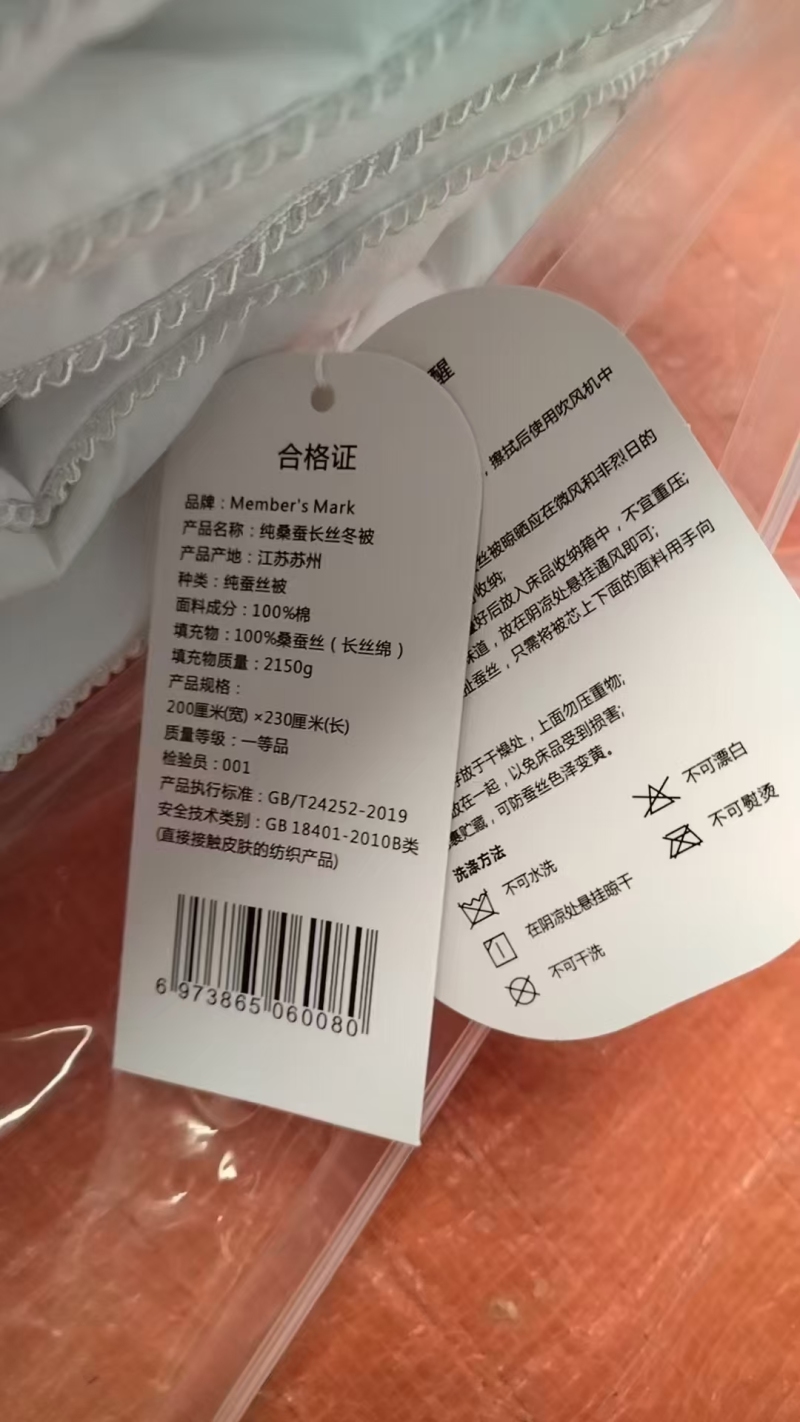 合格证
品牌：Member's Mark
产品名称：纯桑蚕长丝冬被
产品产地：江苏苏州
种类：纯蚕丝被
面料成分：100%棉
填充物：100%桑蚕丝（长丝绵）
填充物质量：2150g
产品规格：
200厘米(宪) ×230厘米(长)
质量等级：一等品
检验员：001
产品执行标准：GB/T24252-2019
安全技术类别：GB 18401-2010B类
(直接接触皮肤的纺织产品)
6 973865 060080
醒
，擦拭后使用吹风机中
丝被晾晒应在微风和非烈日的
收纳;
好后放入床品收纳箱中，不宜重压;
味道，放在阴凉处悬挂通风即可;
蚕丝，只需将被芯上下面的面料用手向
放于干燥处，上面勿压重物;
放在一起，以免床品受到损害;
裹贮藏，可防蚕丝色泽变黄。
洗涤方法
不可水洗
不可漂白
在阴凉处悬挂晾干
不可熨烫
不可干洗